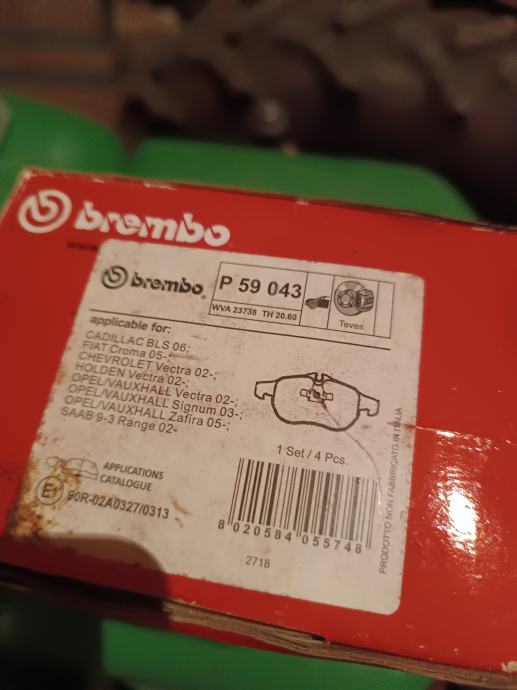 brembo
www.
brembo
P 59 043
WVA 23738 TH 20.60
Teves
applicable for:
CADILLAC BLS 06;
FIAT Croma 05-;
CHEVROLET Vectra 02-;
HOLDEN Vectra 02-;
OPEL/VAUXHALL Vectra 02-;
OPEL/VAUXHALL Signum 03-;
OPEL/VAUXHALL Zafira 05-;
SAAB 9-3 Range 02-
1 Set / 4 Pcs.
APPLICATIONS
CATALOGUE
E1
90R-02A0327/0313
8 020584 055748
2718
PRODOTTO NON FABBRICATO IN ITALIA